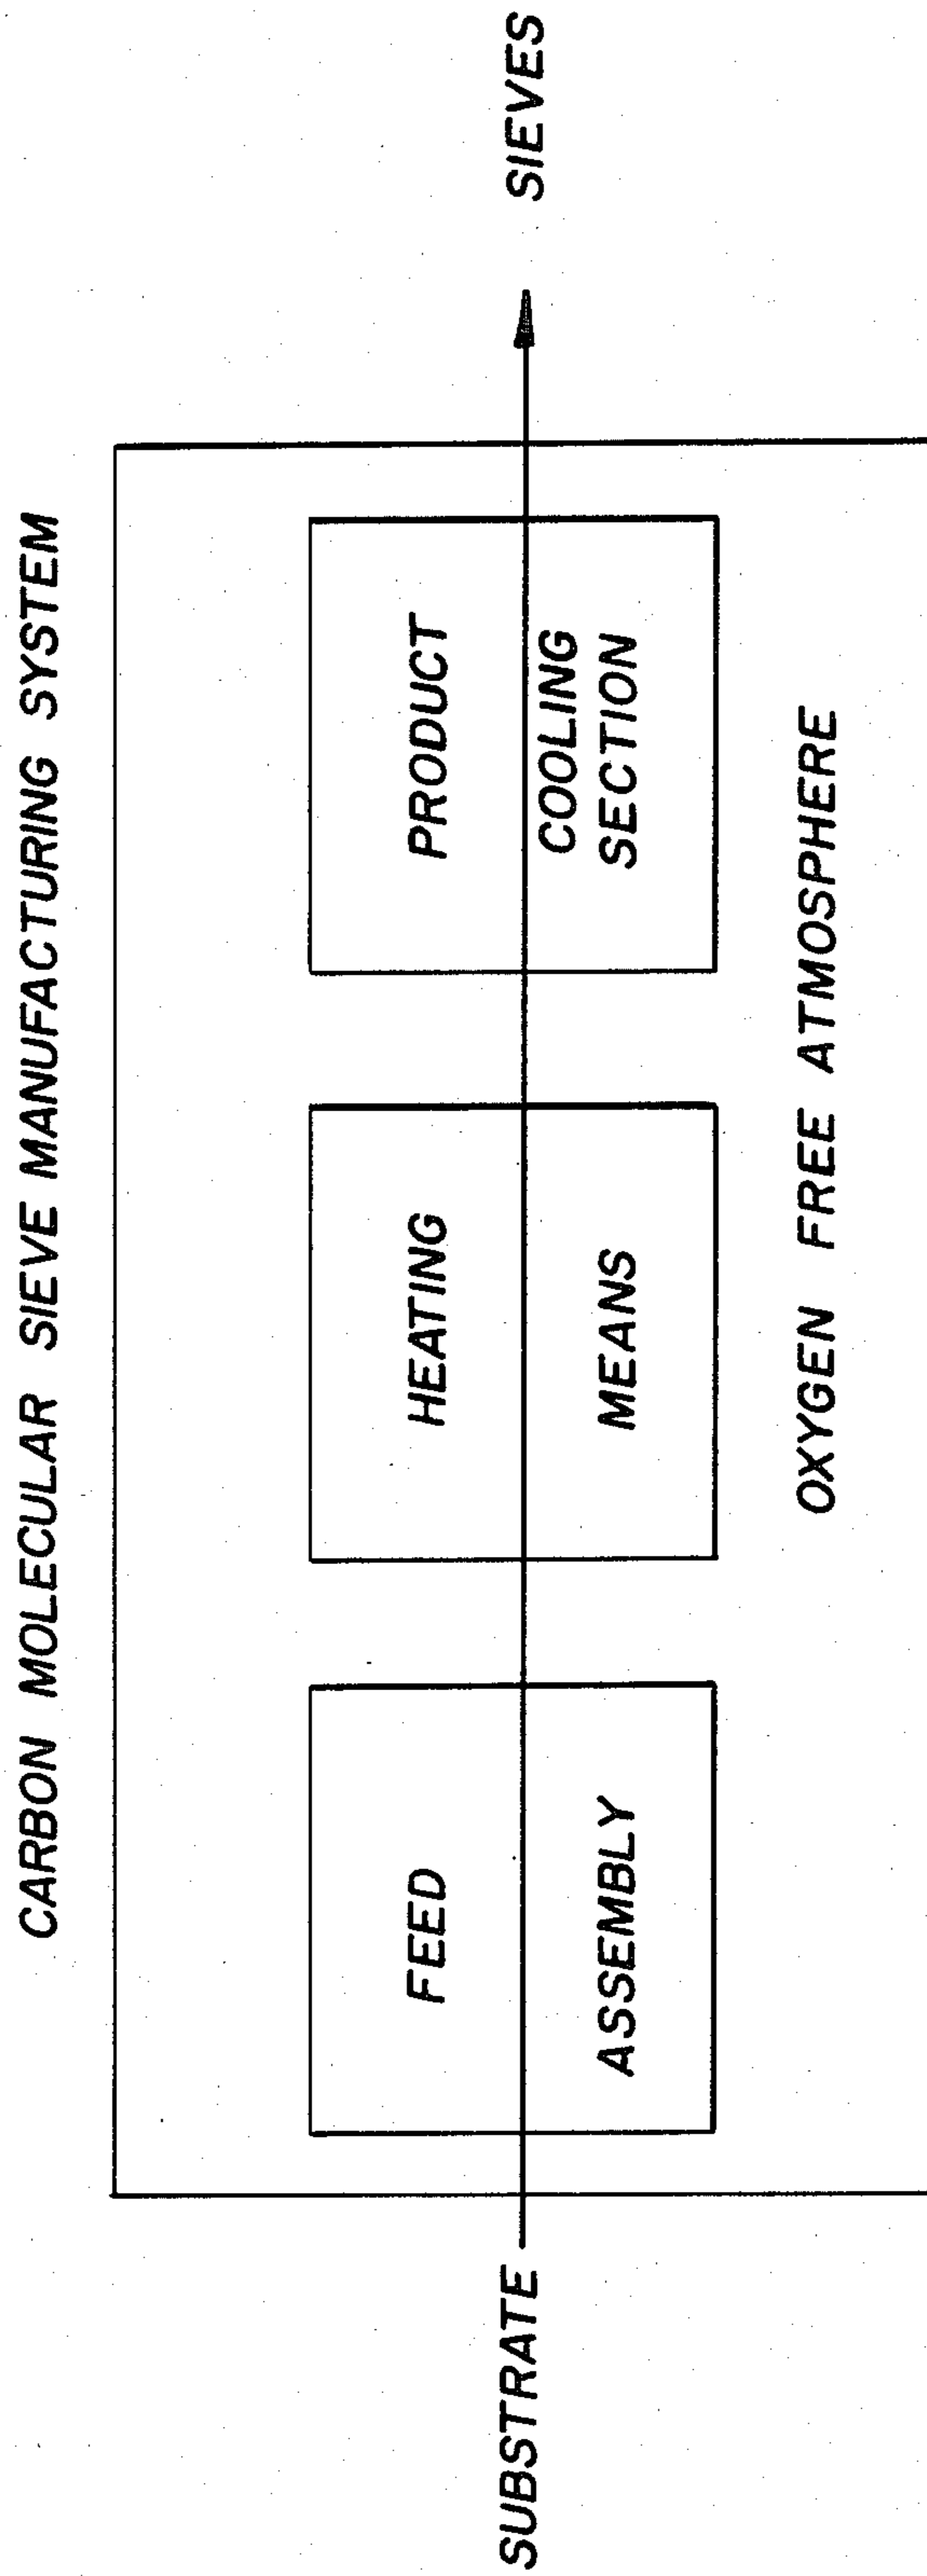 CARBON MOLECULAR SIEVE MANUFACTURING SYSTEM
SUBSTRATE
FEED
ASSEMBLY
HEATING
MEANS
PRODUCT
COOLING
SECTION
SIEVES
OXYGEN FREE ATMOSPHERE